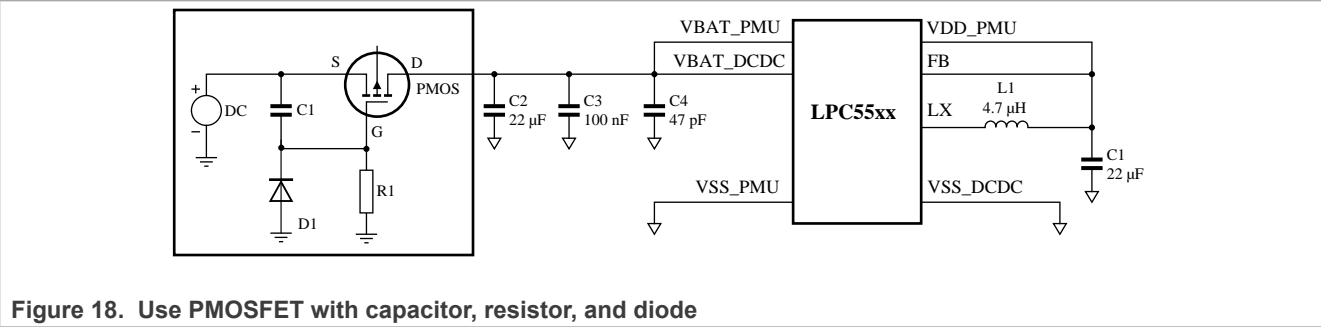 VBAT_PMU
VDD_PMU
S
D
VBAT_DCDC
FB
PMOS
L1
+
DC
C1
C2
22 μF
C3
100 nF
C4
47 pF
LPC55xx
LX
4.7 μH
−
G
C1
22 μF
R1
VSS_PMU
VSS_DCDC
D1
Figure 18. Use PMOSFET with capacitor, resistor, and diode